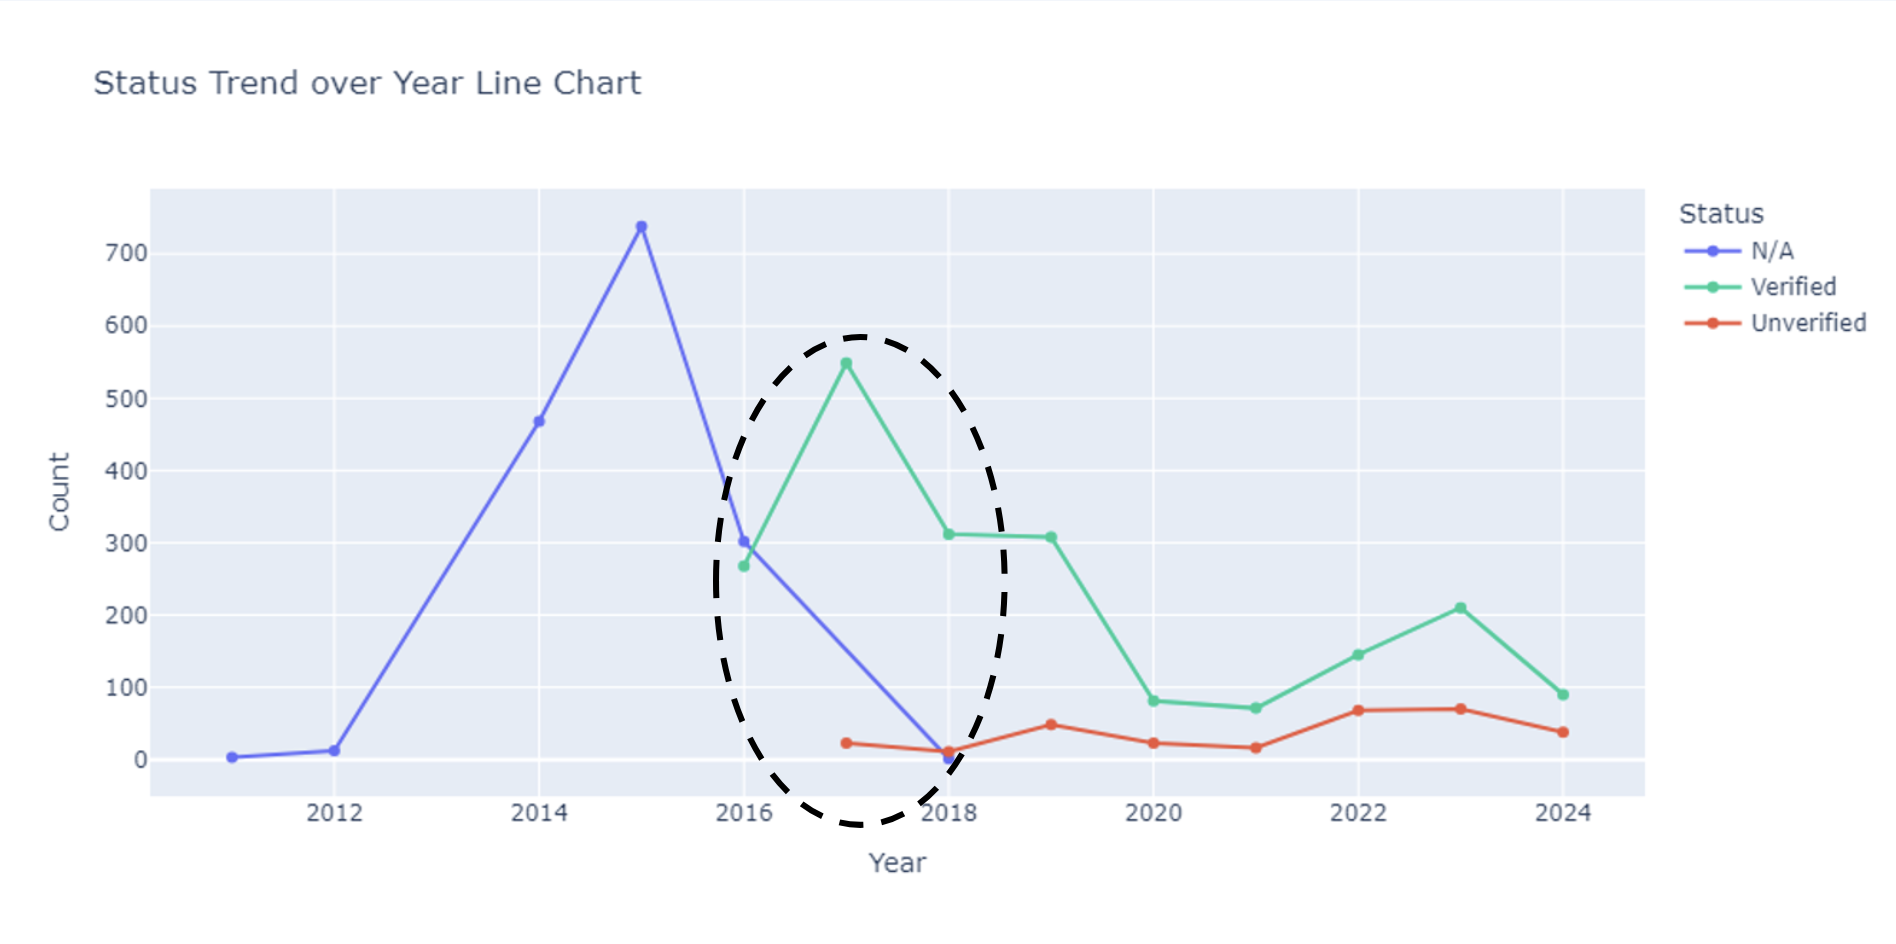 Status Trend over Year Line Chart
Status
N/A
Verified
Unverified
700
600
500
400
300
200
100
0
Count
2012 2014 2016 2018 2020 2022 2024
Year